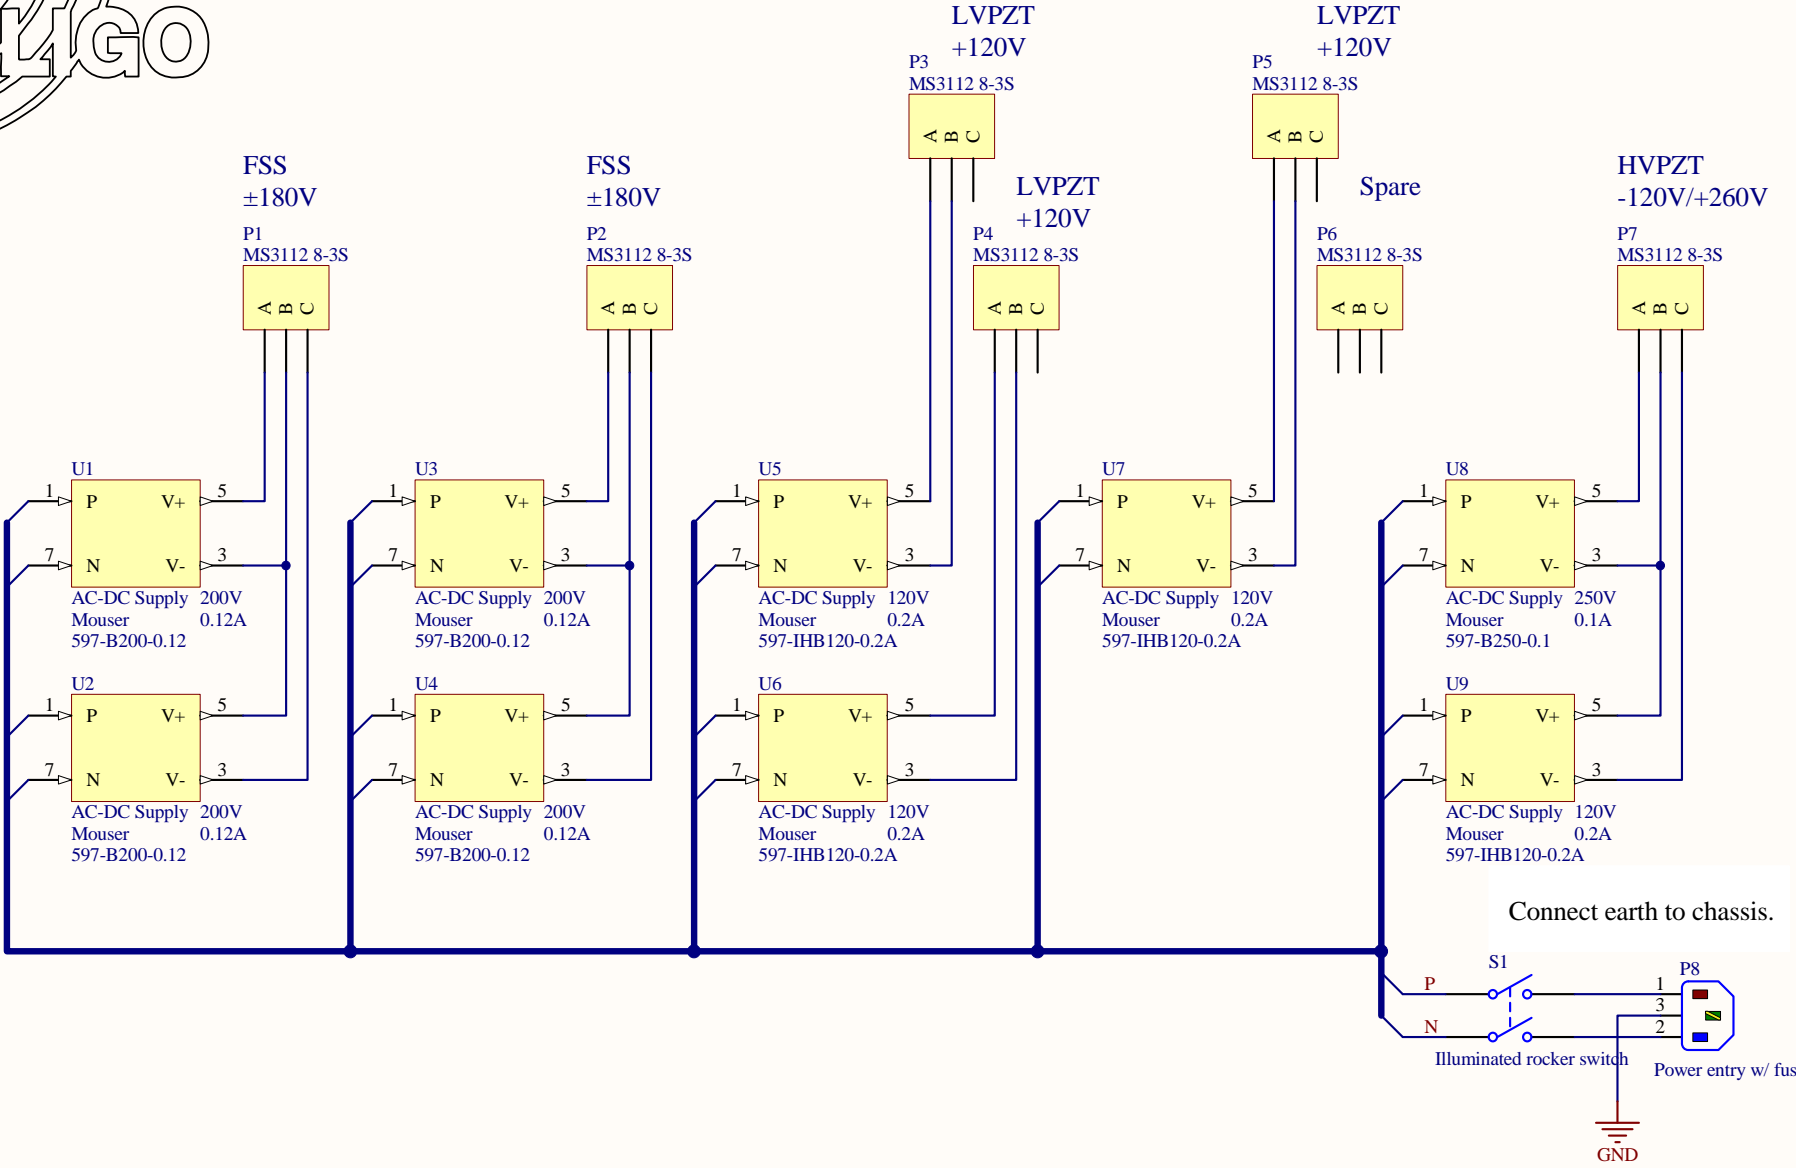 LIGO
LVPZT
+120V
P3
MS3112 8-3S
A B C
LVPZT
+120V
P5
MS3112 8-3S
A B C
FSS
±180V
P1
MS3112 8-3S
A B C
FSS
±180V
P2
MS3112 8-3S
A B C
LVPZT
+120V
P4
MS3112 8-3S
A B C
Spare
P6
MS3112 8-3S
A B C
HVPZT
-120V/+260V
P7
MS3112 8-3S
A B C
U1
1 P V+ 5
7 N V- 3
AC-DC Supply 200V
Mouser 0.12A
597-B200-0.12
U3
1 P V+ 5
7 N V- 3
AC-DC Supply 200V
Mouser 0.12A
597-B200-0.12
U5
1 P V+ 5
7 N V- 3
AC-DC Supply 120V
Mouser 0.2A
597-IHB120-0.2A
U7
1 P V+ 5
7 N V- 3
AC-DC Supply 120V
Mouser 0.2A
597-IHB120-0.2A
U8
1 P V+ 5
7 N V- 3
AC-DC Supply 250V
Mouser 0.1A
597-B250-0.1
U2
1 P V+ 5
7 N V- 3
AC-DC Supply 200V
Mouser 0.12A
597-B200-0.12
U4
1 P V+ 5
7 N V- 3
AC-DC Supply 200V
Mouser 0.12A
597-B200-0.12
U6
1 P V+ 5
7 N V- 3
AC-DC Supply 120V
Mouser 0.2A
597-IHB120-0.2A
U9
1 P V+ 5
7 N V- 3
AC-DC Supply 120V
Mouser 0.2A
597-IHB120-0.2A
Connect earth to chassis.
S1
P8
P
1
3
N
2
Illuminated rocker switch
Power entry w/ fus
GND